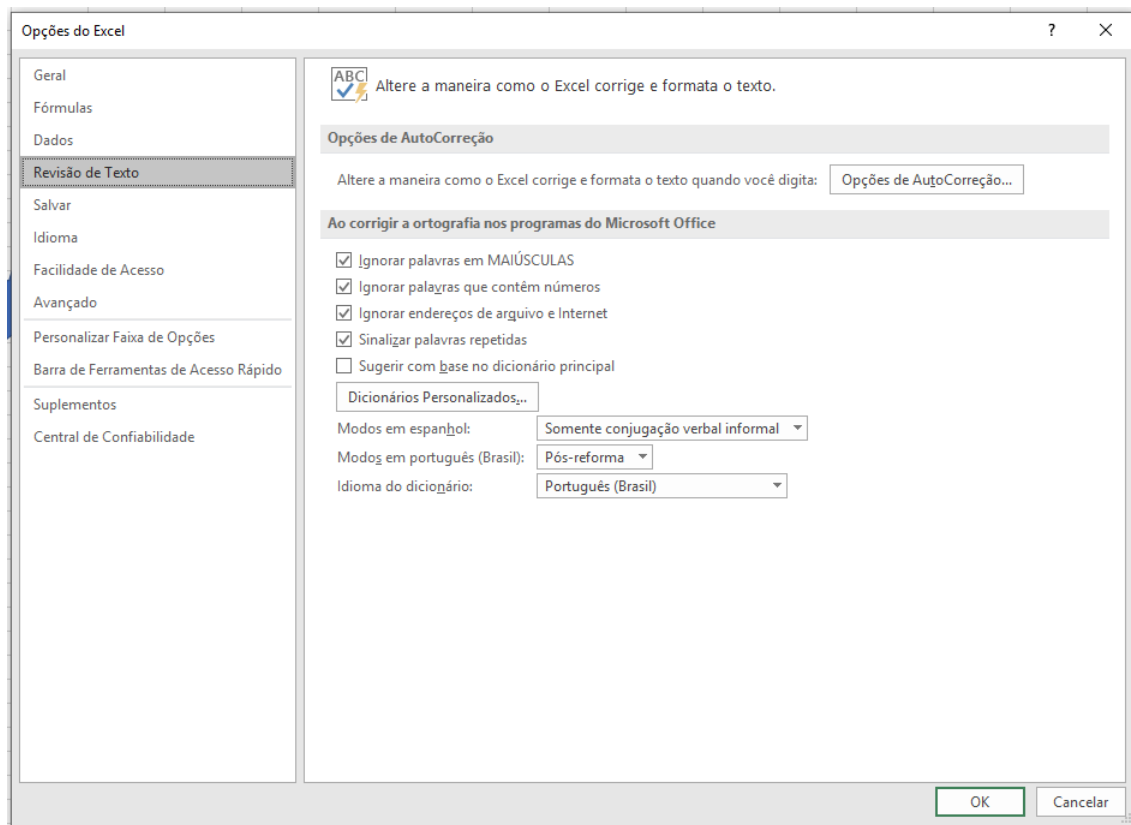 Opções do Excel
?
Geral
Fórmulas
Dados
Revisão de Texto
Salvar
Idioma
Facilidade de Acesso
Avançado
Personalizar Faixa de Opções
Barra de Ferramentas de Acesso Rápido
Suplementos
Central de Confiabilidade
ABC
Altere a maneira como o Excel corrige e formata o texto.
Opções de AutoCorreção
Altere a maneira como o Excel corrige e formata o texto quando você digita: Opções de AutoCorreção...
Ao corrigir a ortografia nos programas do Microsoft Office
Ignorar palavras em MAIÚSCULAS
Ignorar palavras que contêm números
Ignorar endereços de arquivo e Internet
Sinalizar palavras repetidas
Sugerir com base no dicionário principal
Dicionários Personalizados...
Modos em espanhol: Somente conjugação verbal informal
Modos em português (Brasil): Pós-reforma
Idioma do dicionário: Português (Brasil)
OK Cancelar